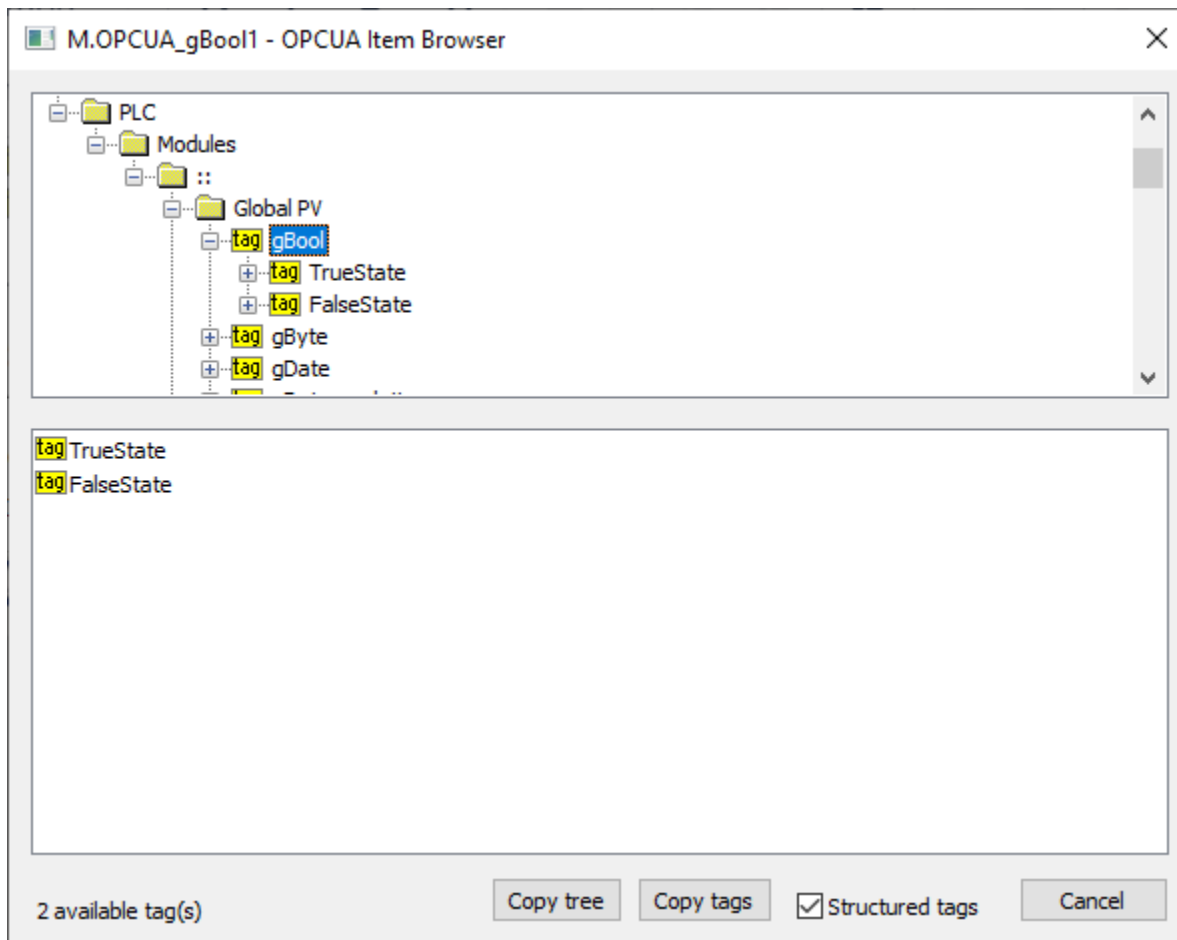 M.OPCUA_gBool1 - OPCUA Item Browser
PLC
Modules
::
Global PV
tag gBool
tag TrueState
tag FalseState
tag gByte
tag gDate
tag TrueState
tag FalseState
2 available tag(s)
Copy tree
Copy tags
Structured tags
Cancel